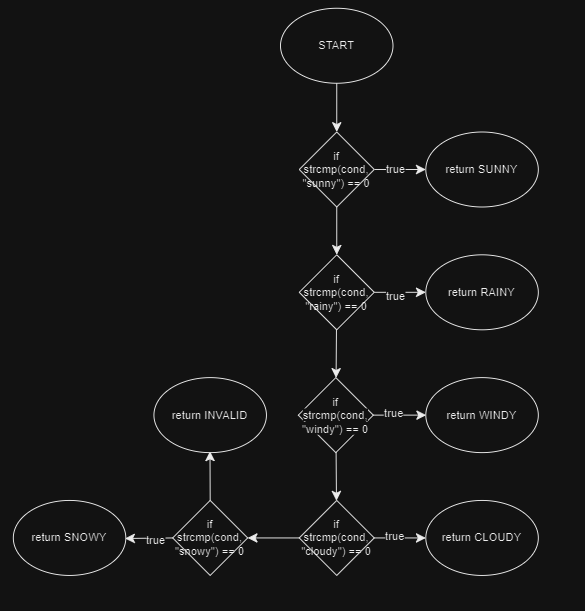 START
if
strcmp(cond,
"sunny") == 0
true
return SUNNY
if
strcmp(cond,
"rainy") == 0
true
return RAINY
return INVALID
if
strcmp(cond,
"windy") == 0
true
return WINDY
return SNOWY
true
if
strcmp(cond,
"snowy") == 0
if
strcmp(cond,
"cloudy") == 0
true
return CLOUDY